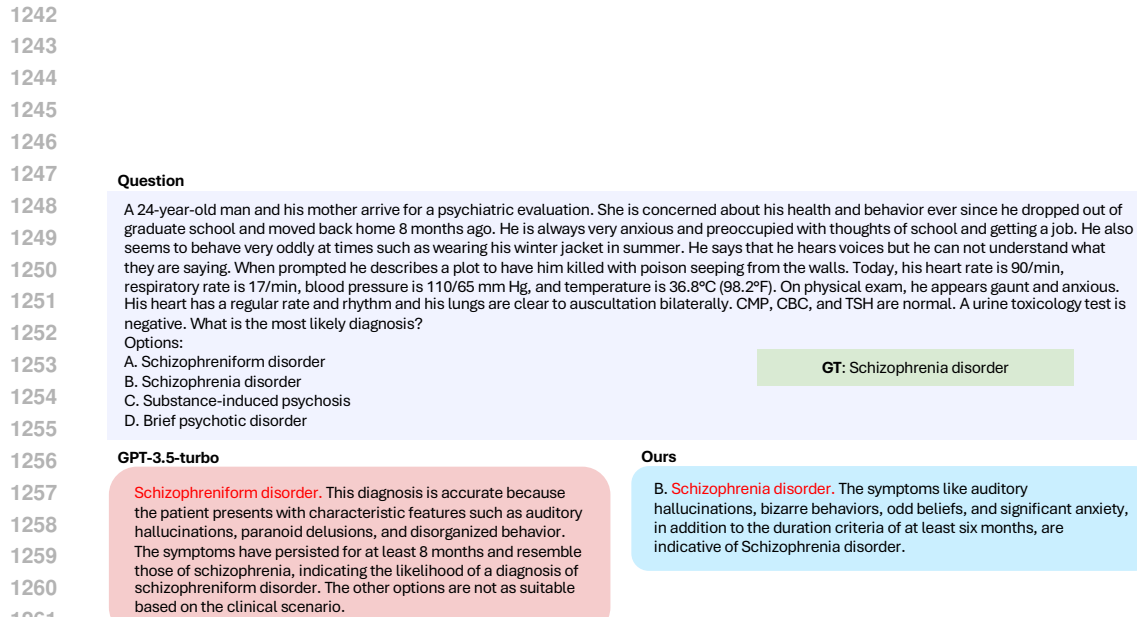 1242
1243
1244
1245
1246
1247
Question
1248
A 24-year-old man and his mother arrive for a psychiatric evaluation. She is concerned about his health and behavior ever since he dropped out of
graduate school and moved back home 8 months ago. He is always very anxious and preoccupied with thoughts of school and getting a job. He also
1249
seems to behave very oddly at times such as wearing his winter jacket in summer. He says that he hears voices but he can not understand what
1250
they are saying. When prompted he describes a plot to have him killed with poison seeping from the walls. Today, his heart rate is 90/min,
respiratory rate is 17/min, blood pressure is 110/65 mm Hg, and temperature is 36.8°C (98.2°F). On physical exam, he appears gaunt and anxious.
1251
His heart has a regular rate and rhythm and his lungs are clear to auscultation bilaterally. CMP, CBC, and TSH are normal. A urine toxicology test is
1252
negative. What is the most likely diagnosis?
Options:
1253
A. Schizophreniform disorder
GT: Schizophrenia disorder
B. Schizophrenia disorder
1254
C. Substance-induced psychosis
1255
D. Brief psychotic disorder
1256
GPT-3.5-turbo
Ours
1257
1258
1259
1260
Schizophreniform disorder. This diagnosis is accurate because
the patient presents with characteristic features such as auditory
hallucinations, paranoid delusions, and disorganized behavior.
The symptoms have persisted for at least 8 months and resemble
those of schizophrenia, indicating the likelihood of a diagnosis of
schizophreniform disorder. The other options are not as suitable
based on the clinical scenario.
B. Schizophrenia disorder. The symptoms like auditory
hallucinations, bizarre behaviors, odd beliefs, and significant anxiety,
in addition to the duration criteria of at least six months, are
indicative of Schizophrenia disorder.